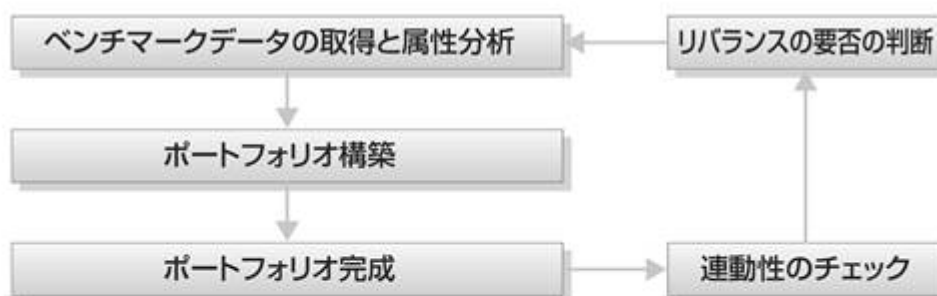 ベンチマークデータの取得と属性分析
リバランスの要否の判断
ポートフォリオ構築
ポートフォリオ完成
連動性のチェック